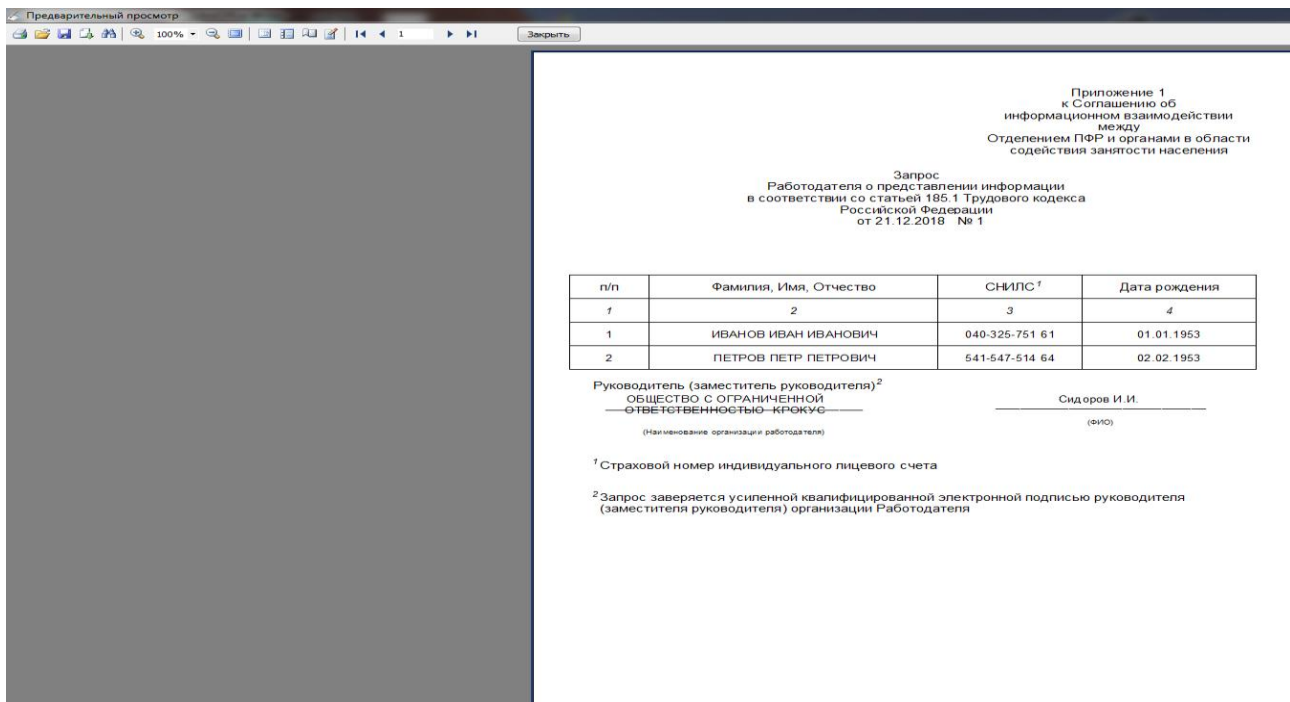 Предварительный просмотр
100%
1
Закрыть
Приложение 1
к Соглашению об
информационном взаимодействии
между
Отделением ПФР и органами в области
содействия занятости населения
Запрос
Работодателя о представлении информации
в соответствии со статьей 185.1 Трудового кодекса
Российской Федерации
от 21.12.2018 № 1
п/п Фамилия, Имя, Отчество СНИЛС¹ Дата рождения
1 2 3 4
1 ИВАНОВ ИВАН ИВАНОВИЧ 040-325-751 61 01.01.1953
2 ПЕТРОВ ПЕТР ПЕТРОВИЧ 541-547-514 64 02.02.1953
Руководитель (заместитель руководителя)²
ОБЩЕСТВО С ОГРАНИЧЕННОЙ
ОТВЕТСТВЕННОСТЬЮ КРОКУС
Сидоров И.И.
(Наименование организации работодателя)
(ФИО)
¹ Страховой номер индивидуального лицевого счета
² Запрос заверяется усиленной квалифицированной электронной подписью руководителя
(заместителя руководителя) организации Работодателя